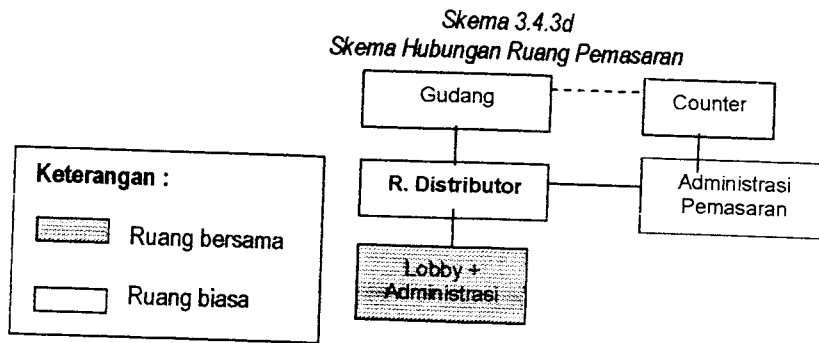 Skema 3.4.3d
Skema Hubungan Ruang Pemasaran
Gudang
Counter
R. Distributor
Administrasi
Pemasaran
Lobby +
Administrasi
Keterangan :
Ruang bersama
Ruang biasa